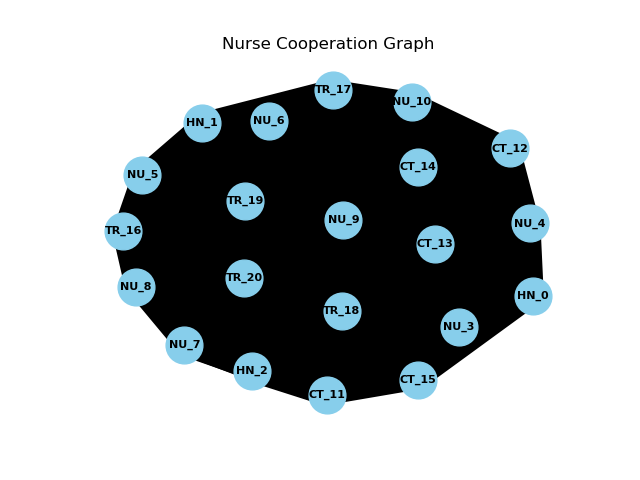 Nurse Cooperation Graph
TR_17
NU_10
HN_1
NU_6
CT_12
CT_14
NU_5
TR_19
NU_9
NU_4
TR_16
CT_13
TR_20
NU_8
HN_0
TR_18
NU_3
NU_7
HN_2
CT_15
CT_11